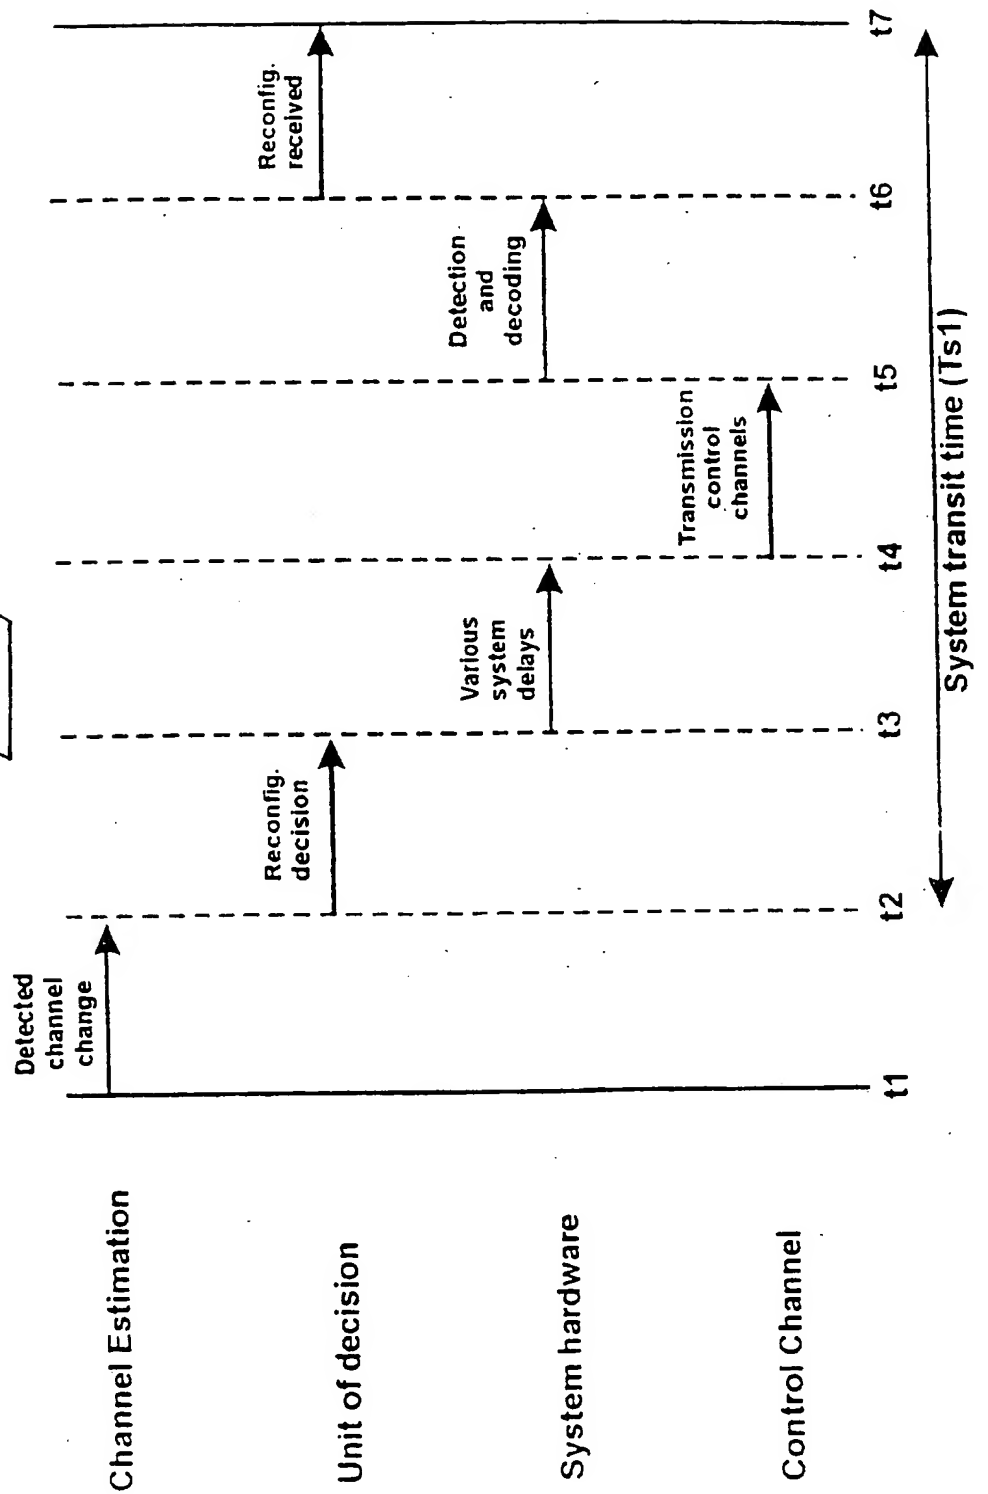 Channel Estimation
Detected
channel
change
Unit of decision
Reconfig.
decision
Reconfig.
received
System hardware
Various
system
delays
Detection
and
decoding
Control Channel
Transmission
control
channels
t1
t2
t3
t4
t5
t6
t7
System transit time (Ts1)